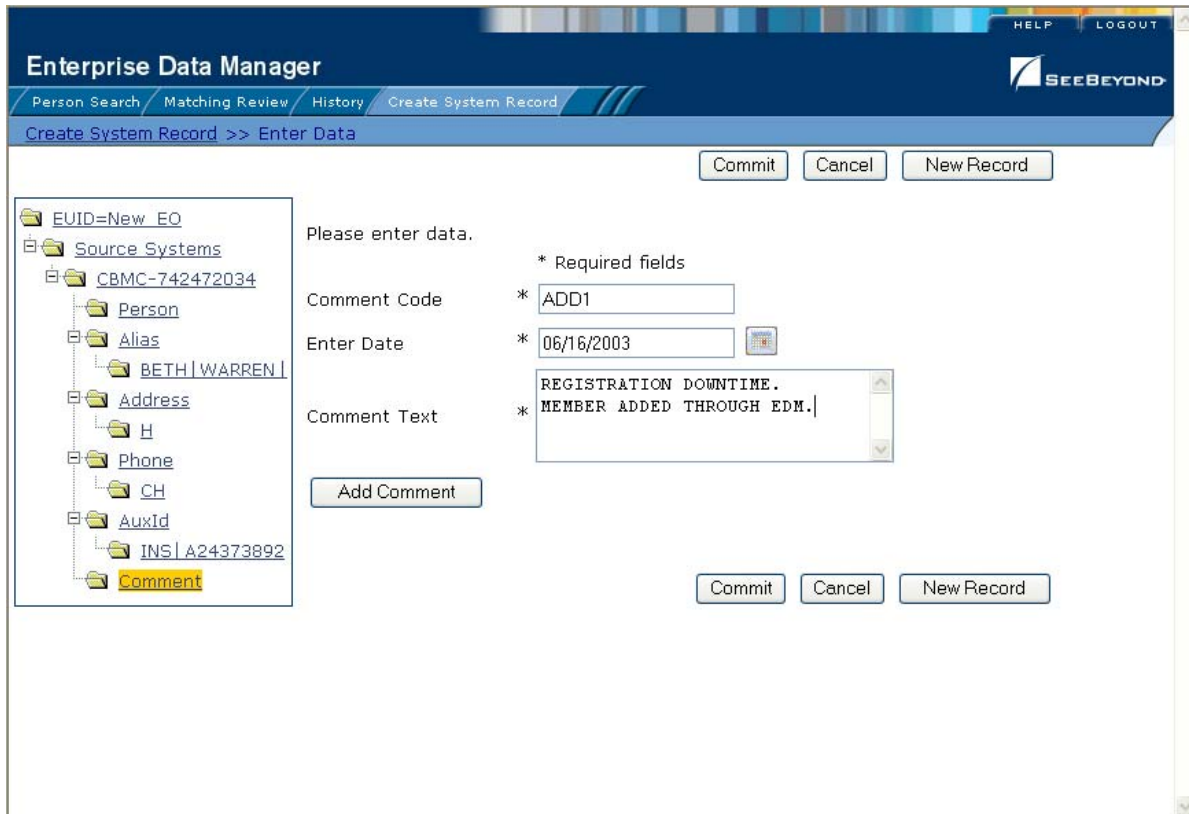 HELP LOGOUT
Enterprise Data Manager
SEEBEYOND
Person Search Matching Review History Create System Record
Create System Record >> Enter Data
Commit Cancel New Record
EUID=New EO
Source Systems
CBMC-742472034
Person
Alias
BETH|WARREN|
Address
H
Phone
CH
AuxId
INS|A24373892
Comment
Please enter data.
* Required fields
Comment Code * ADD1
Enter Date * 06/16/2003
Comment Text *
REGISTRATION DOWNTIME.
MEMBER ADDED THROUGH EDM.
Add Comment
Commit Cancel New Record